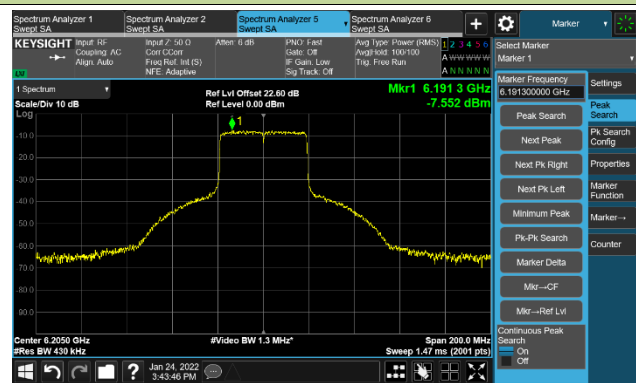 Spectrum Analyzer 1
Swept SA
Spectrum Analyzer 2
Swept SA
Spectrum Analyzer 5
Swept SA
Spectrum Analyzer 6
Swept SA
+
Marker
KEYSIGHT
Input: RF
Coupling: AC
Align: Auto
Input Z: 50 Ω
Corr CCorr
Freq Ref: Int (S)
NFE: Adaptive
Atten: 6 dB
PNO: Fast
Gate: Off
IF Gain: Low
Sig Track: Off
Avg Type: Power (RMS)
Avg|Hold: 100/100
Trig: Free Run
1 2 3 4 5 6
A W W W W W
A N N N N N
LV
Select Marker
Marker 1
1 Spectrum
Scale/Div 10 dB
Log
Ref Lvl Offset 22.60 dB
Ref Level 0.00 dBm
Mkr1 6.191 3 GHz
-7.552 dBm
1
-10.0
-20.0
-30.0
-40.0
-50.0
-60.0
-70.0
-80.0
-90.0
Center 6.2050 GHz
#Res BW 430 kHz
#Video BW 1.3 MHz*
Span 200.0 MHz
Sweep 1.47 ms (2001 pts)
Marker Frequency
6.191300000 GHz
Peak Search
Next Peak
Next Pk Right
Next Pk Left
Minimum Peak
Pk-Pk Search
Marker Delta
Mkr→CF
Mkr→Ref Lvl
Continuous Peak
Search
On
Off
Settings
Peak
Search
Pk Search
Config
Properties
Marker
Function
Marker→
Counter
?
Jan 24, 2022
3:43:46 PM